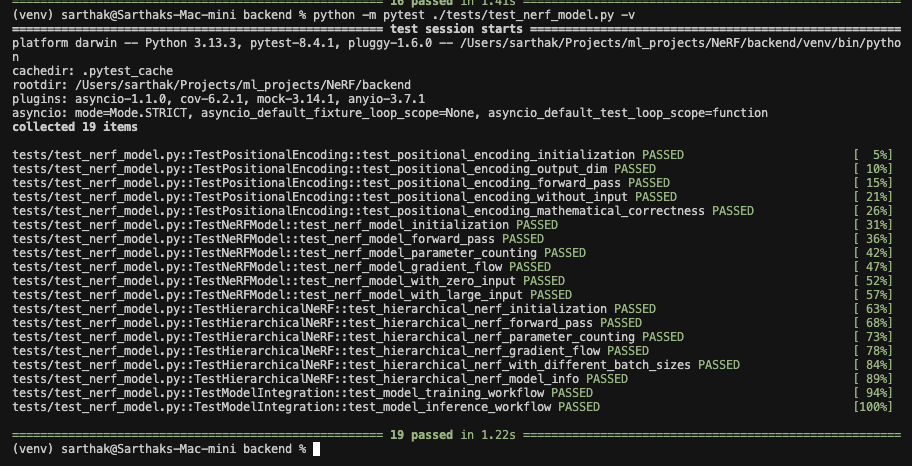 16 passed in 1.41s
(venv) sarthak@Sarthaks-Mac-mini backend % python -m pytest ./tests/test_nerf_model.py -v
test session starts
platform darwin -- Python 3.13.3, pytest-8.4.1, pluggy-1.6.0 -- /Users/sarthak/Projects/ml_projects/NeRF/backend/venv/bin/pytho
n
cachedir: .pytest_cache
rootdir: /Users/sarthak/Projects/ml_projects/NeRF/backend
plugins: asyncio-1.1.0, cov-6.2.1, mock-3.14.1, anyio-3.7.1
asyncio: mode=Mode.STRICT, asyncio_default_fixture_loop_scope=None, asyncio_default_test_loop_scope=function
collected 19 items
tests/test_nerf_model.py::TestPositionalEncoding::test_positional_encoding_initialization PASSED [  5%]
tests/test_nerf_model.py::TestPositionalEncoding::test_positional_encoding_output_dim PASSED [ 10%]
tests/test_nerf_model.py::TestPositionalEncoding::test_positional_encoding_forward_pass PASSED [ 15%]
tests/test_nerf_model.py::TestPositionalEncoding::test_positional_encoding_without_input PASSED [ 21%]
tests/test_nerf_model.py::TestPositionalEncoding::test_positional_encoding_mathematical_correctness PASSED [ 26%]
tests/test_nerf_model.py::TestNeRFModel::test_nerf_model_initialization PASSED [ 31%]
tests/test_nerf_model.py::TestNeRFModel::test_nerf_model_forward_pass PASSED [ 36%]
tests/test_nerf_model.py::TestNeRFModel::test_nerf_model_parameter_counting PASSED [ 42%]
tests/test_nerf_model.py::TestNeRFModel::test_nerf_model_gradient_flow PASSED [ 47%]
tests/test_nerf_model.py::TestNeRFModel::test_nerf_model_with_zero_input PASSED [ 52%]
tests/test_nerf_model.py::TestNeRFModel::test_nerf_model_with_large_input PASSED [ 57%]
tests/test_nerf_model.py::TestHierarchicalNeRF::test_hierarchical_nerf_initialization PASSED [ 63%]
tests/test_nerf_model.py::TestHierarchicalNeRF::test_hierarchical_nerf_forward_pass PASSED [ 68%]
tests/test_nerf_model.py::TestHierarchicalNeRF::test_hierarchical_nerf_parameter_counting PASSED [ 73%]
tests/test_nerf_model.py::TestHierarchicalNeRF::test_hierarchical_nerf_gradient_flow PASSED [ 78%]
tests/test_nerf_model.py::TestHierarchicalNeRF::test_hierarchical_nerf_with_different_batch_sizes PASSED [ 84%]
tests/test_nerf_model.py::TestHierarchicalNeRF::test_hierarchical_nerf_model_info PASSED [ 89%]
tests/test_nerf_model.py::TestModelIntegration::test_model_training_workflow PASSED [ 94%]
tests/test_nerf_model.py::TestModelIntegration::test_model_inference_workflow PASSED [100%]
19 passed in 1.22s
(venv) sarthak@Sarthaks-Mac-mini backend %